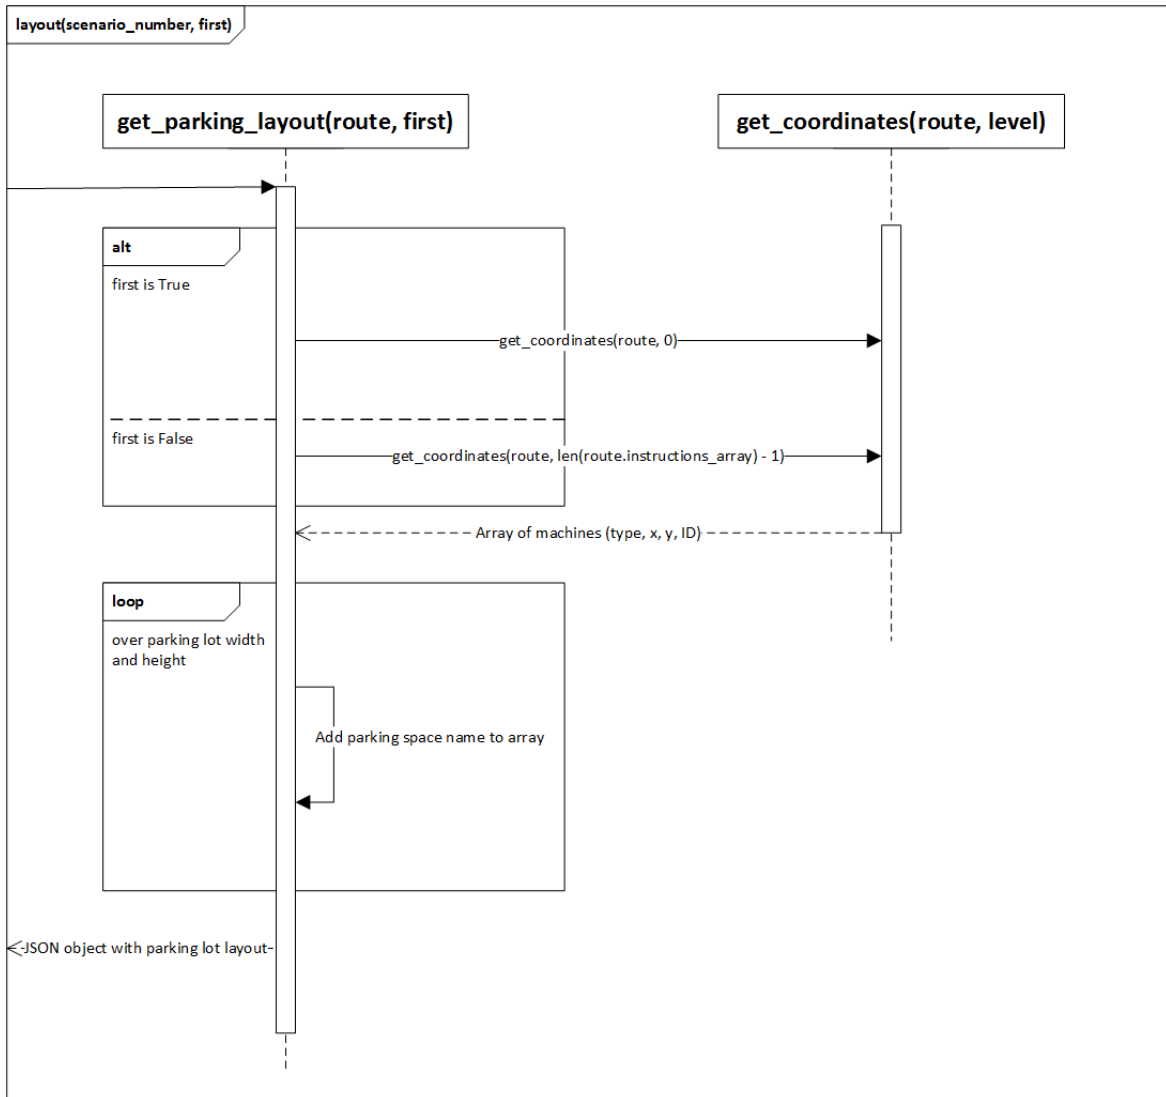 layout(scenario_number, first)
get_parking_layout(route, first)
get_coordinates(route, level)
alt
first is True
get_coordinates(route, 0)
first is False
get_coordinates(route, len(route.instructions_array) - 1)
Array of machines (type, x, y, ID)
loop
over parking lot width
and height
Add parking space name to array
JSON object with parking lot layout